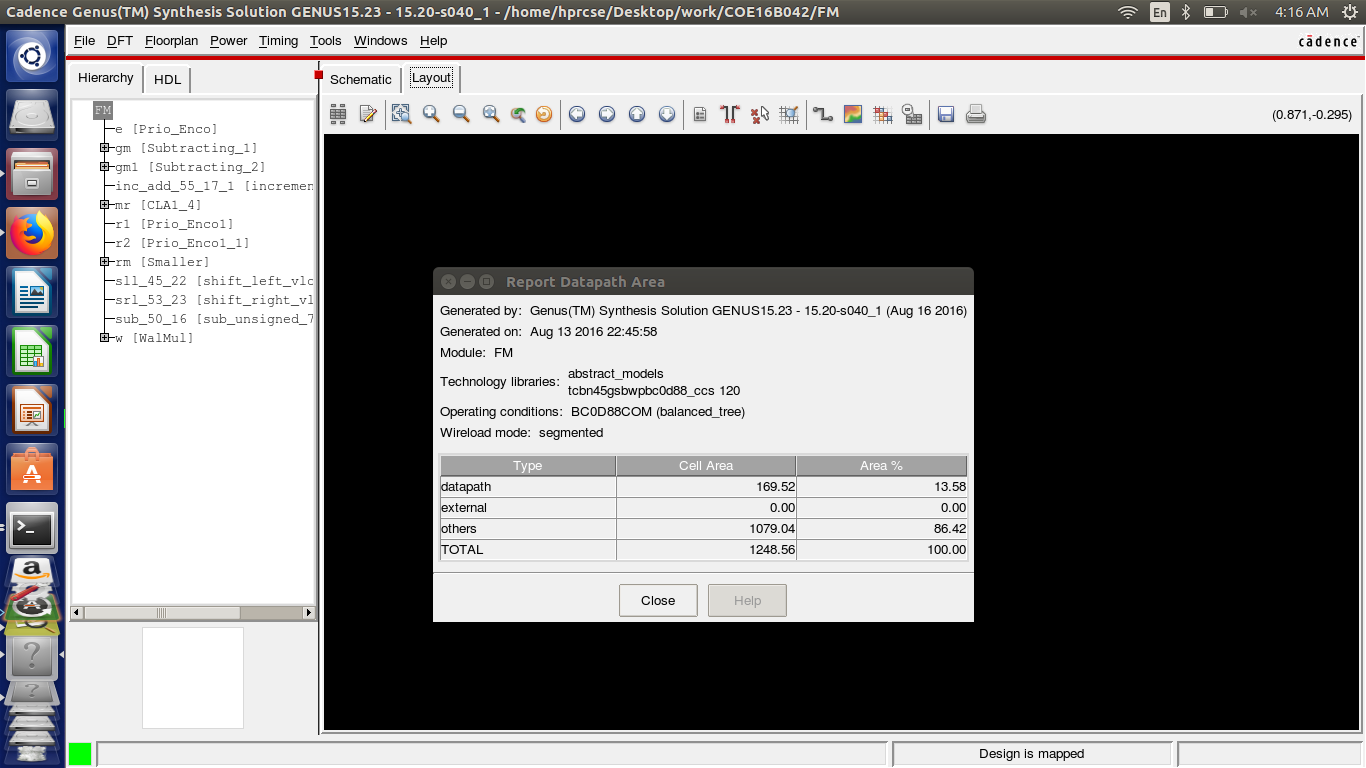 Cadence Genus(TM) Synthesis Solution GENUS15.23 - 15.20-s040_1 - /home/hprcse/Desktop/work/COE16B042/FM
En
4:16 AM
File DFT Floorplan Power Timing Tools Windows Help
cādence
Hierarchy HDL
Schematic Layout
(0.871,-0.295)
FM
e [Prio_Enco]
gm [Subtracting_1]
gm1 [Subtracting_2]
inc_add_55_17_1 [incremen
mr [CLA1_4]
r1 [Prio_Enco1]
r2 [Prio_Enco1_1]
rm [Smaller]
sll_45_22 [shift_left_vlo
srl_53_23 [shift_right_vl
sub_50_16 [sub_unsigned_7
w [WalMul]
Report Datapath Area
Generated by: Genus(TM) Synthesis Solution GENUS15.23 - 15.20-s040_1 (Aug 16 2016)
Generated on: Aug 13 2016 22:45:58
Module: FM
Technology libraries: abstract_models
tcbn45gsbwpbc0d88_ccs 120
Operating conditions: BC0D88COM (balanced_tree)
Wireload mode: segmented
Type Cell Area Area %
datapath 169.52 13.58
external 0.00 0.00
others 1079.04 86.42
TOTAL 1248.56 100.00
Close Help
Design is mapped